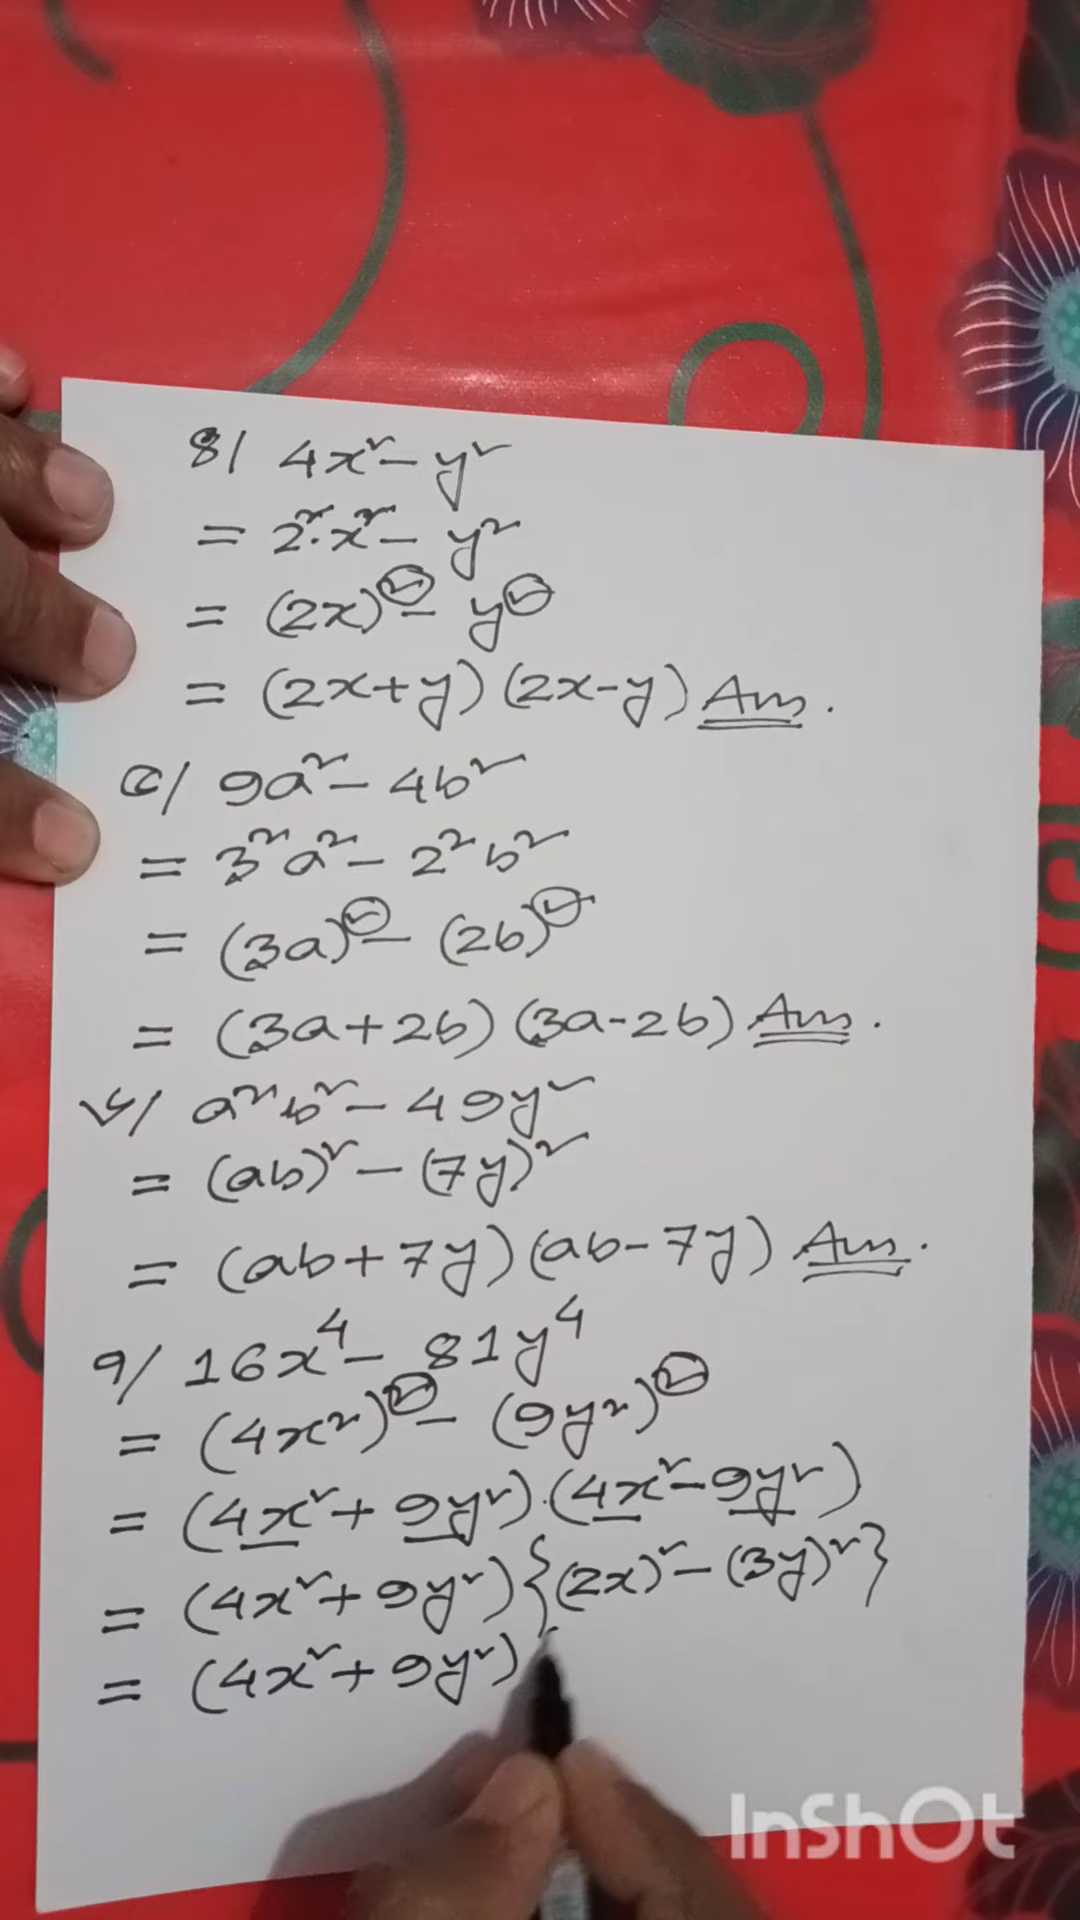 ৪/ 4x² - y²
= 2².x² - y²
= (2x)² - y²
= (2x+y) (2x-y) Ans.
৫/ 9a² - 4b²
= 3²a² - 2²b²
= (3a)² - (2b)²
= (3a+2b) (3a-2b) Ans.
৬/ a²b² - 49y²
= (ab)² - (7y)²
= (ab+7y) (ab-7y) Ans.
৭/ 16x⁴ - 81y⁴
= (4x²)² - (9y²)²
= (4x² + 9y²).(4x² - 9y²)
= (4x² + 9y²) {(2x)² - (3y)²}
= (4x² + 9y²)
InShOt